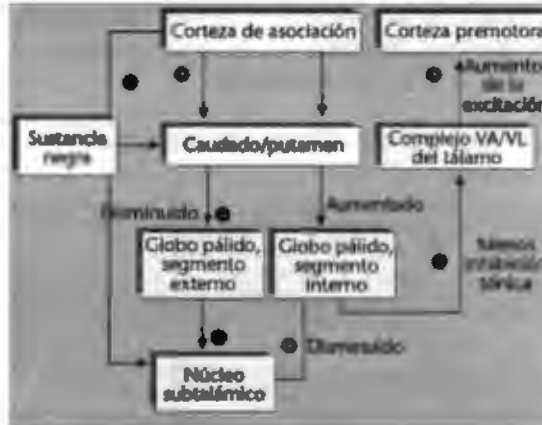 Corteza de asociación
Corteza premotora
Aumento
de la
excitación
Sustancia
negra
Caudado/putamen
Complejo VA/VL
del tálamo
Disminuido
Aumentado
Globo pálido,
segmento
externo
Globo pálido,
segmento
interno
Menos
inhibición
tónica
Disminuido
Núcleo
subtalámico